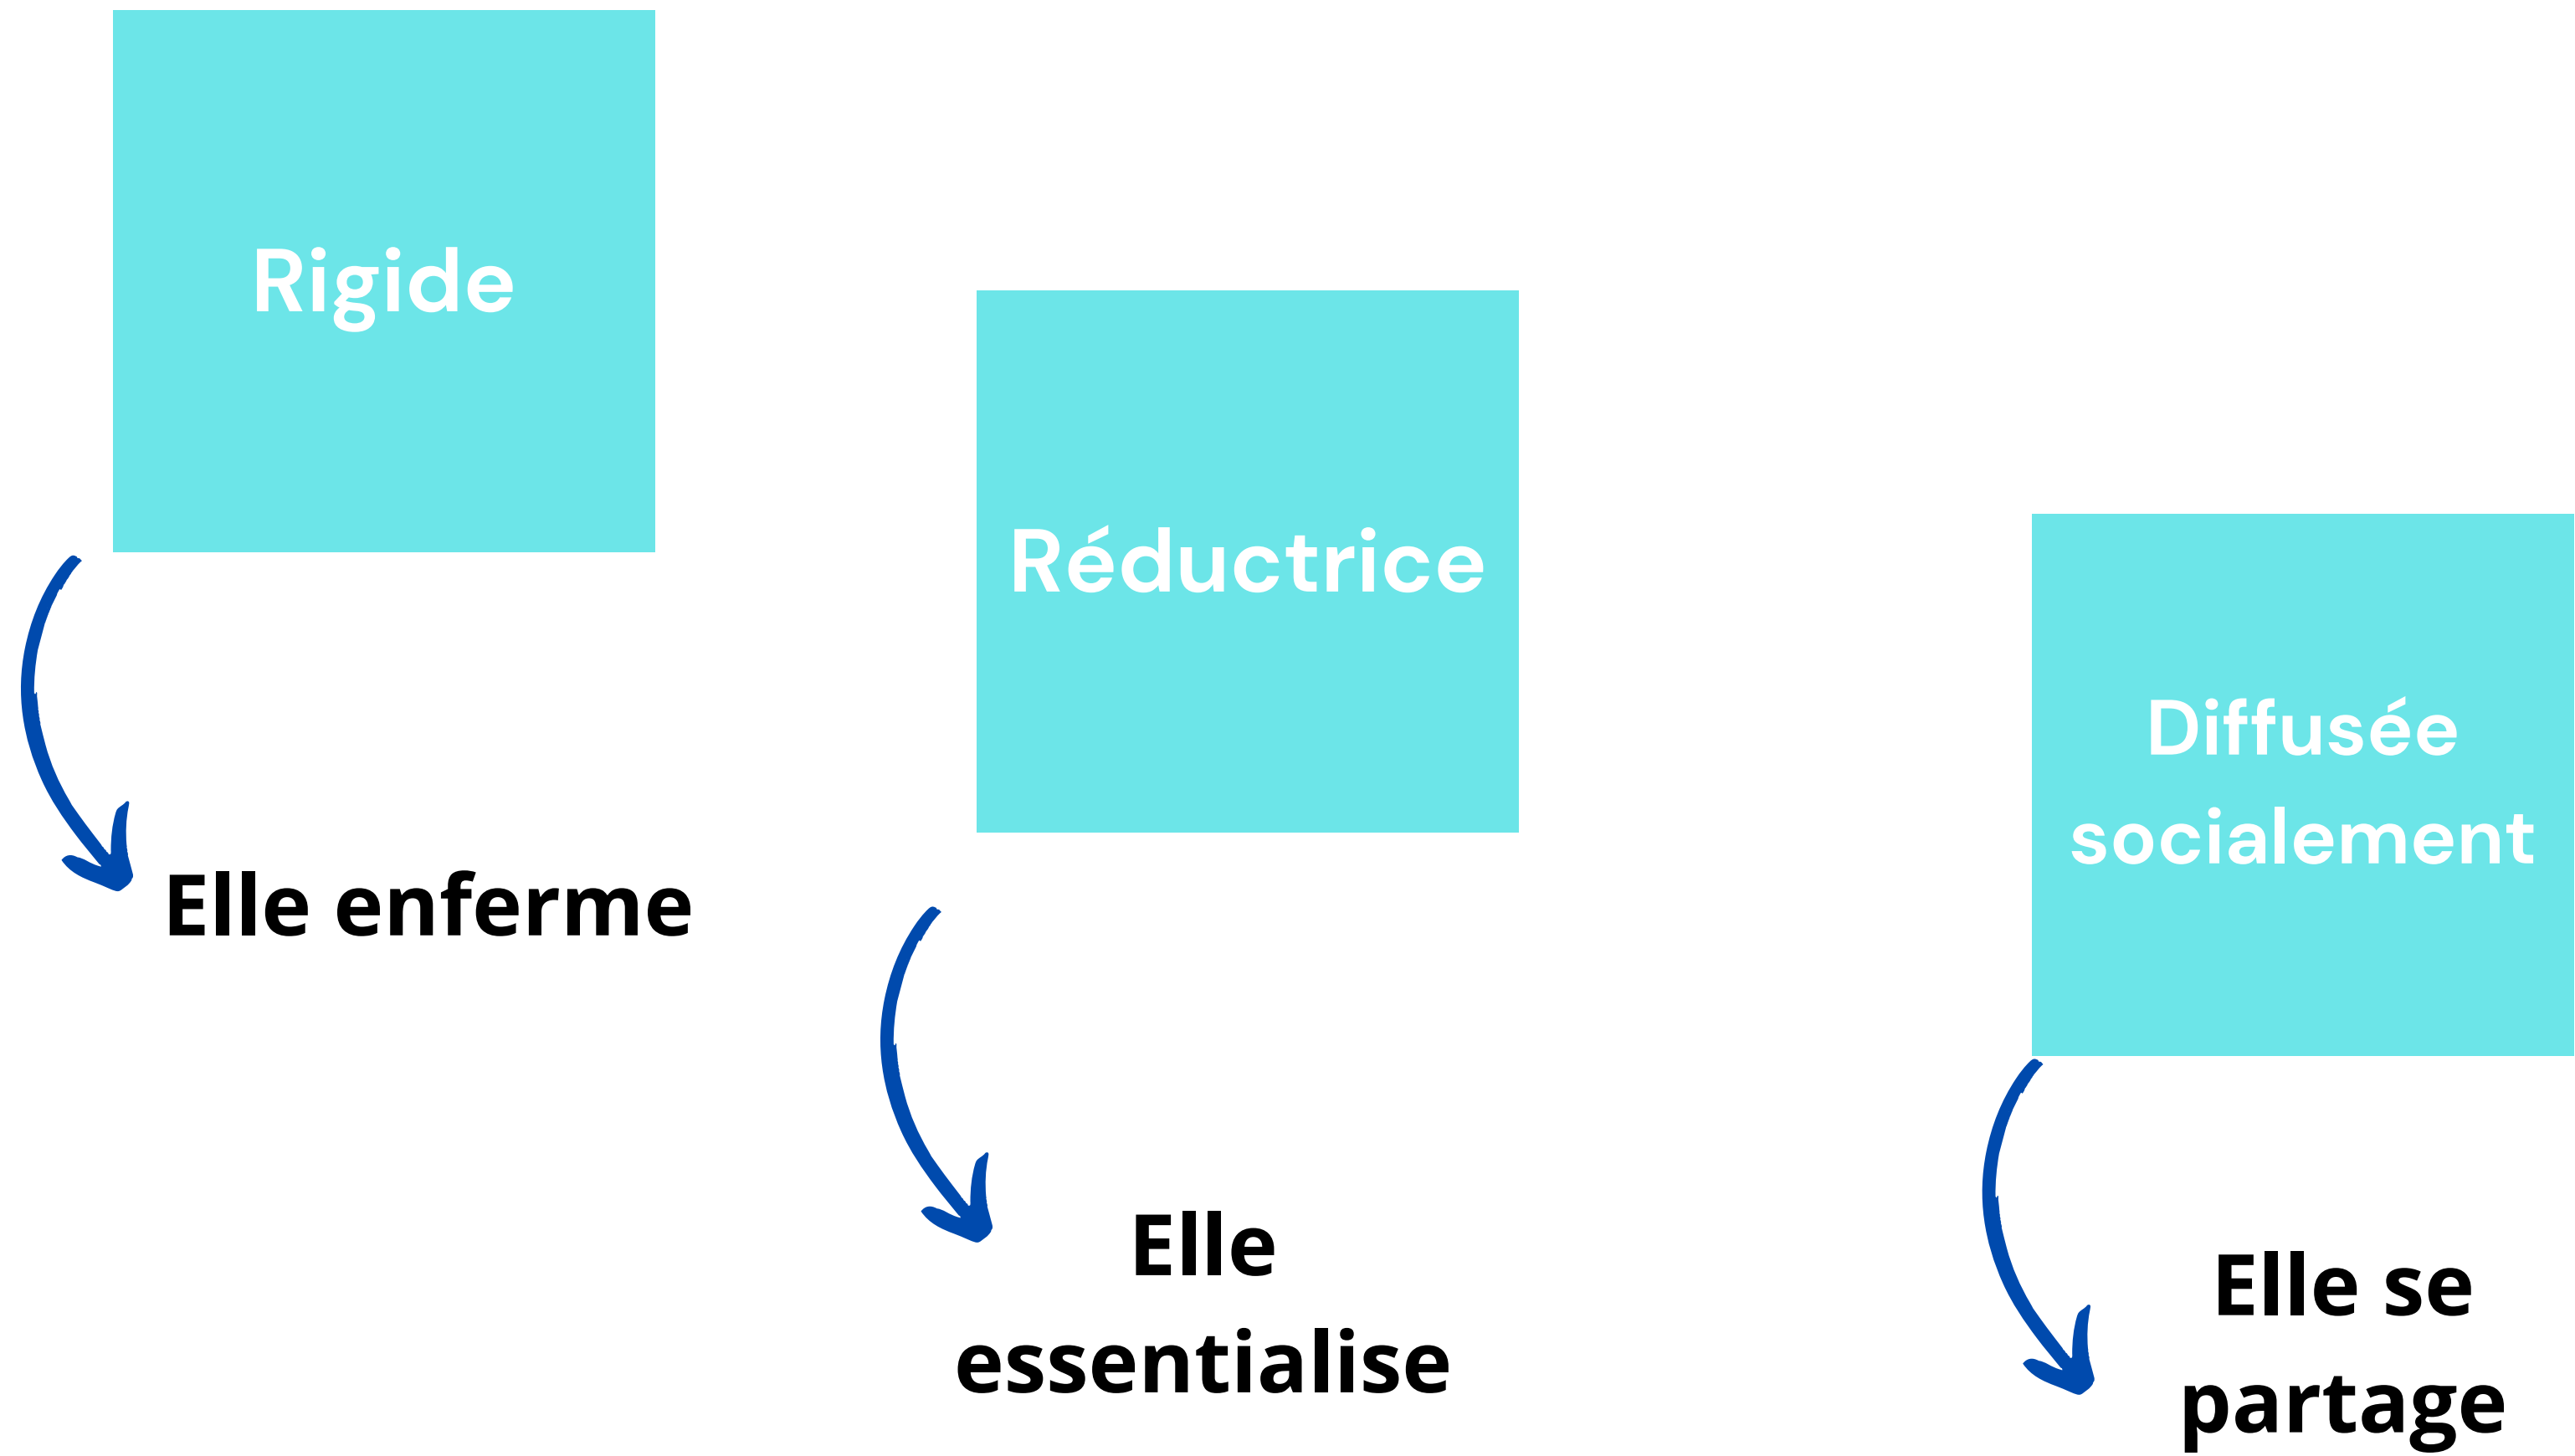 Rigide
Elle enferme
Réductrice
Elle
essentialise
Diffusée
socialement
Elle se
partage